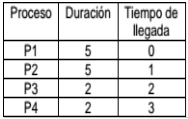 Proceso Duración Tiempo de
llegada
P1 5 0
P2 5 1
P3 2 2
P4 2 3